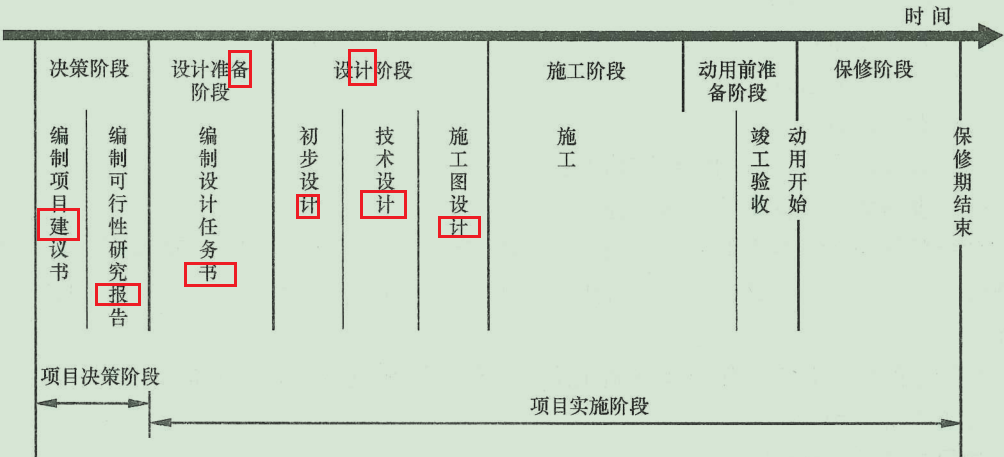 时间
决策阶段
设计准备
阶段
设计阶段
施工阶段
动用前准
备阶段
保修阶段
编制项目建议书
编制可行性研究报告
编制设计任务书
初步设计
技术设计
施工图设计
施工
竣工验收
动用开始
保修期结束
项目决策阶段
项目实施阶段